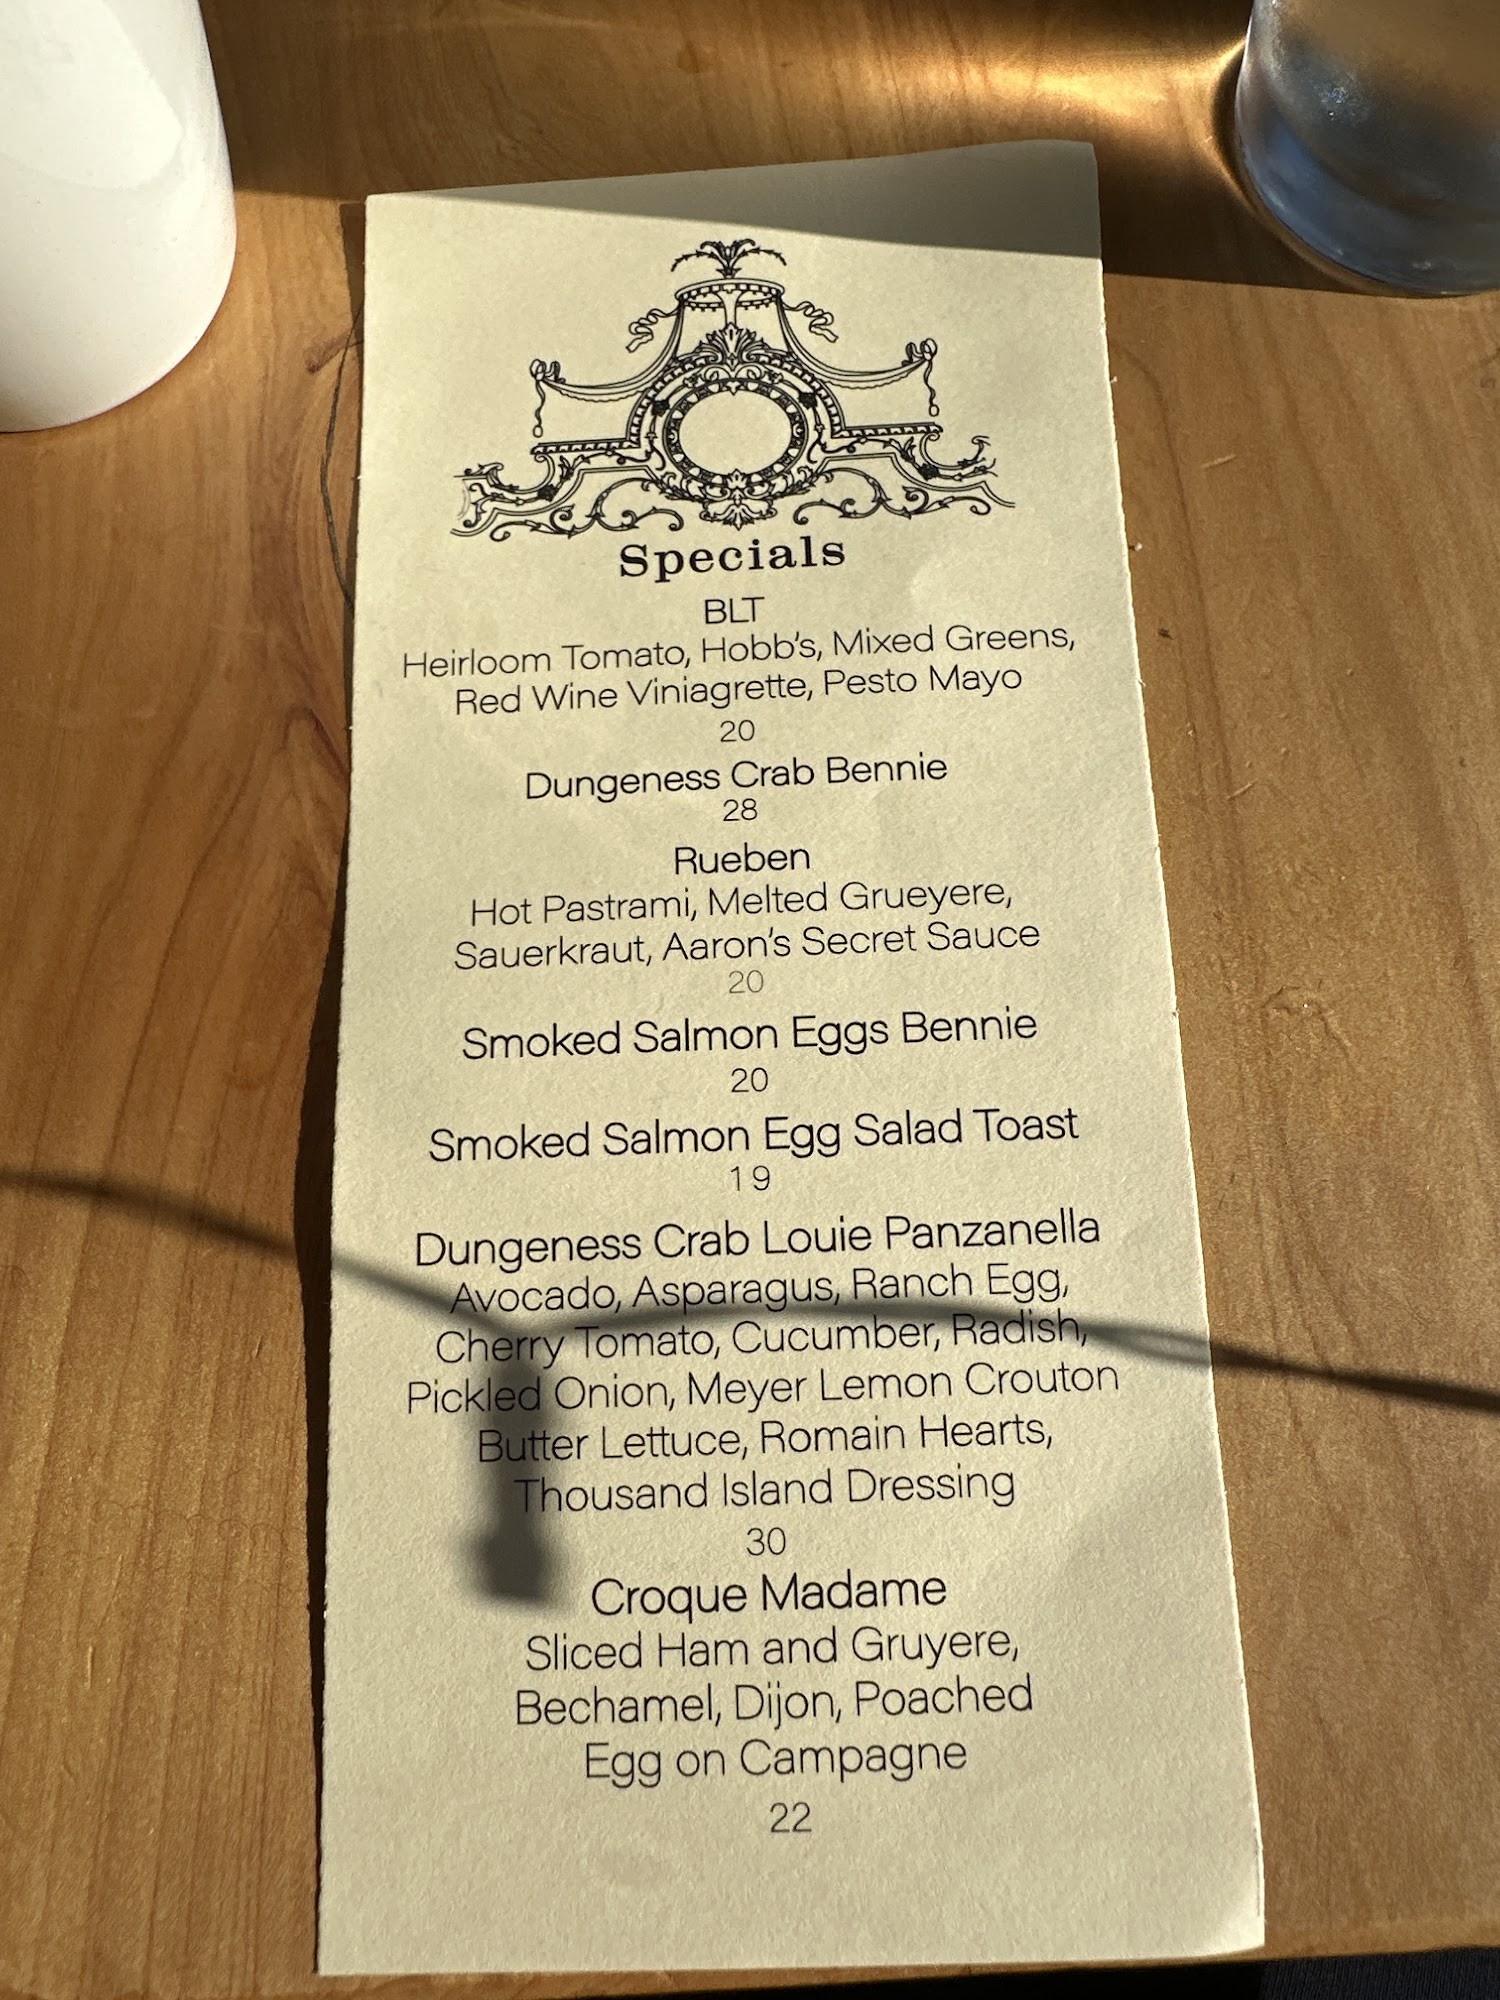 Specials
BLT
Heirloom Tomato, Hobb's, Mixed Greens,
Red Wine Viniagrette, Pesto Mayo
20
Dungeness Crab Bennie
28
Rueben
Hot Pastrami, Melted Grueyere,
Sauerkraut, Aaron's Secret Sauce
20
Smoked Salmon Eggs Bennie
20
Smoked Salmon Egg Salad Toast
19
Dungeness Crab Louie Panzanella
Avocado, Asparagus, Ranch Egg,
Cherry Tomato, Cucumber, Radish,
Pickled Onion, Meyer Lemon Crouton
Butter Lettuce, Romain Hearts,
Thousand Island Dressing
30
Croque Madame
Sliced Ham and Gruyere,
Bechamel, Dijon, Poached
Egg on Campagne
22